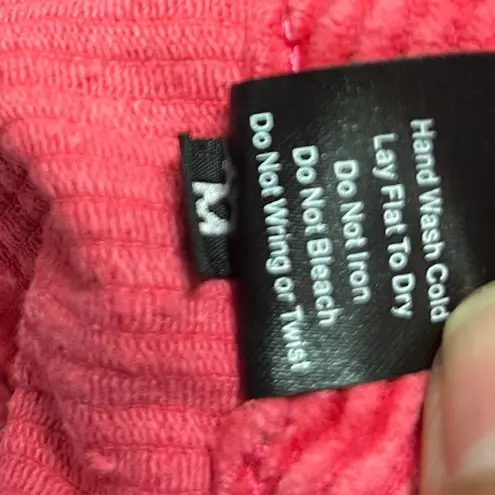 Hand Wash Cold
Lay Flat To Dry
Do Not Iron
Do Not Bleach
Do Not Wring or Twist
M